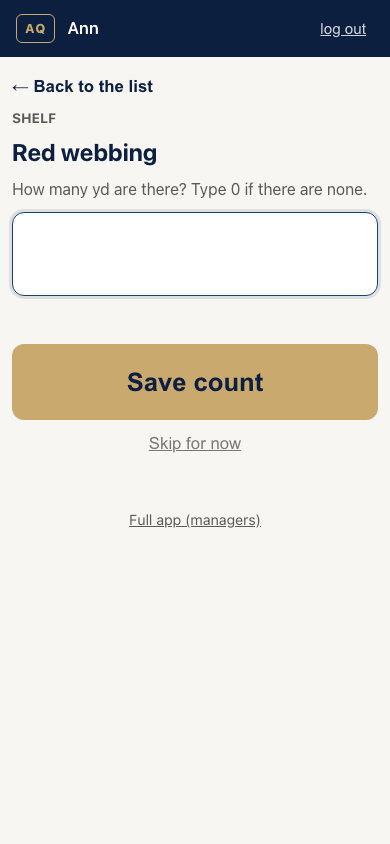 AQ Ann log out
← Back to the list
SHELF
Red webbing
How many yd are there? Type 0 if there are none.
Save count
Skip for now
Full app (managers)